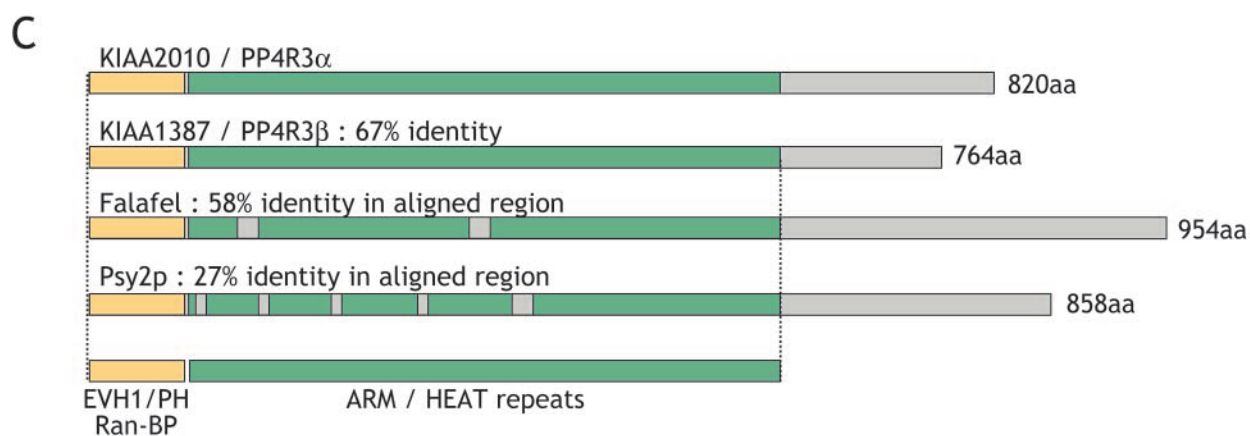 C
KIAA2010 / PP4R3α
820aa
KIAA1387 / PP4R3β : 67% identity
764aa
Falafel : 58% identity in aligned region
954aa
Psy2p : 27% identity in aligned region
858aa
EVH1/PH
Ran-BP
ARM / HEAT repeats